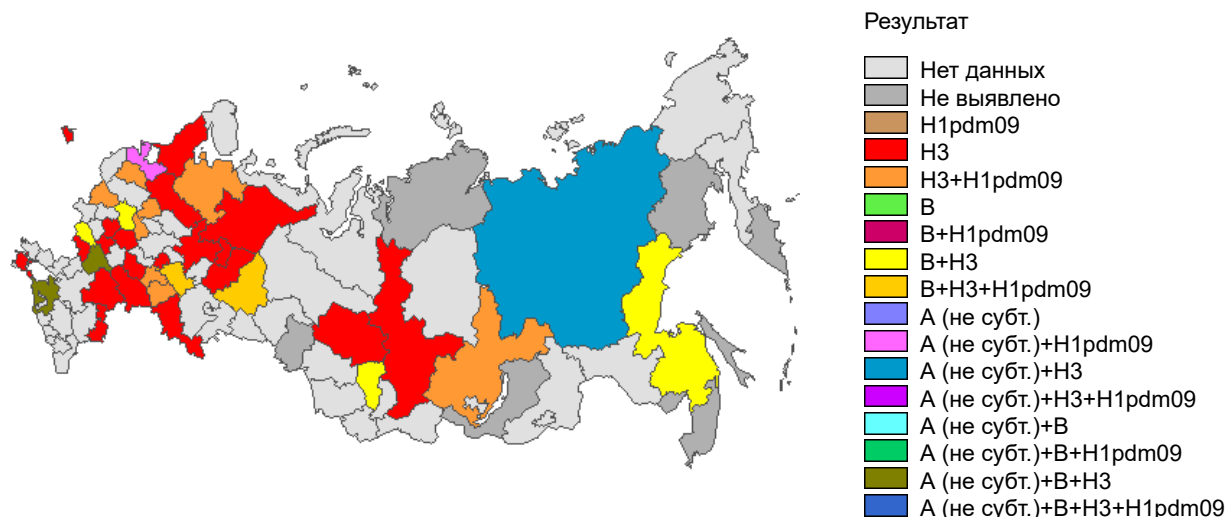 Результат
Нет данных
Не выявлено
H1pdm09
H3
H3+H1pdm09
B
B+H1pdm09
B+H3
B+H3+H1pdm09
А (не субт.)
А (не субт.)+H1pdm09
А (не субт.)+H3
А (не субт.)+H3+H1pdm09
А (не субт.)+B
А (не субт.)+B+H1pdm09
А (не субт.)+B+H3
А (не субт.)+B+H3+H1pdm09